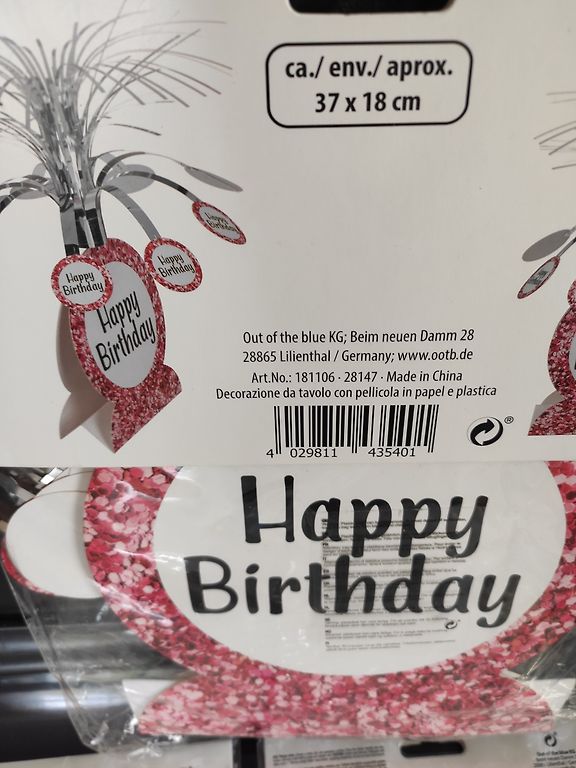 ca./ env./ aprox.
37 x 18 cm
Happy
Birthday
Happy
Birthday
Happy
Birthday
Happy
Birthday
Out of the blue KG; Beim neuen Damm 28
28865 Lilienthal / Germany; www.ootb.de
Art.No.: 181106 · 28147 · Made in China
Decorazione da tavolo con pellicola in papel e plastica
4 029811 435401
®
Happy
Birthday